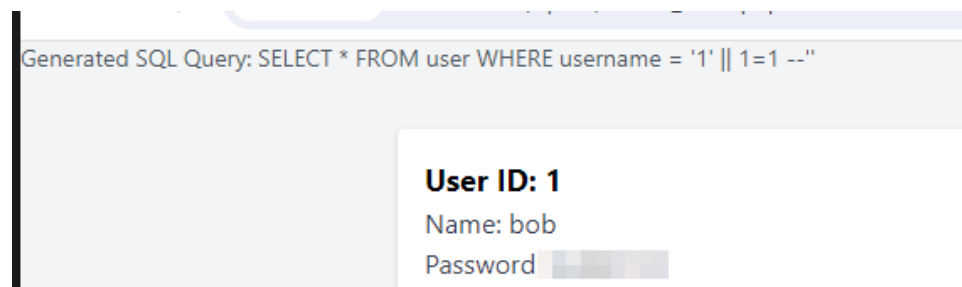 Generated SQL Query: SELECT * FROM user WHERE username = '1' || 1=1 --''
User ID: 1
Name: bob
Password